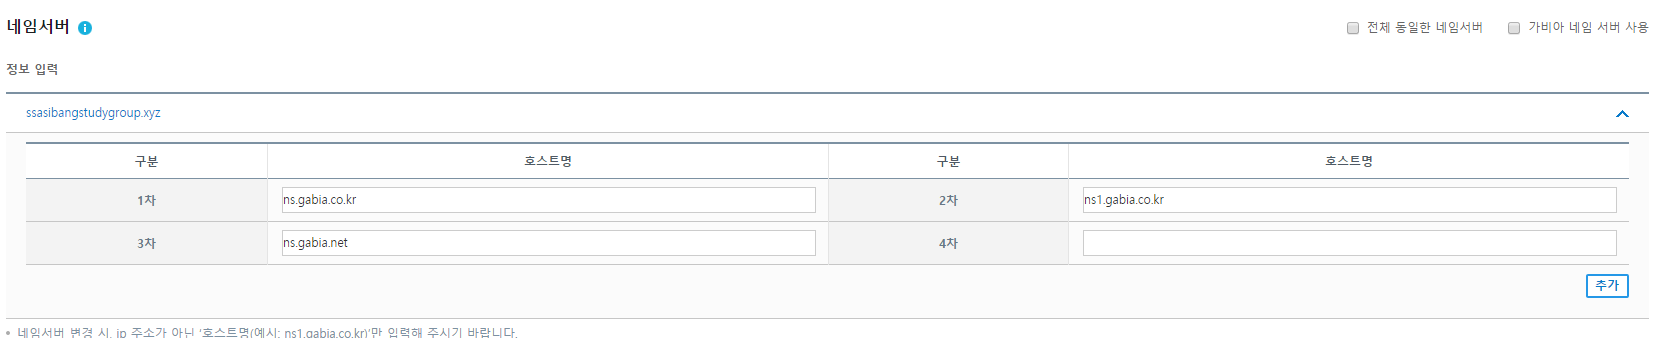 네임서버
전체 동일한 네임서버 가비아 네임 서버 사용
정보 입력
ssasibangstudygroup.xyz
구분 호스트명 구분 호스트명
1차 ns.gabia.co.kr 2차 ns1.gabia.co.kr
3차 ns.gabia.net 4차
추가
• 네임서버 변경 시, ip 주소가 아닌 '호스트명(예시: ns1.gabia.co.kr)'만 입력해 주시기 바랍니다.